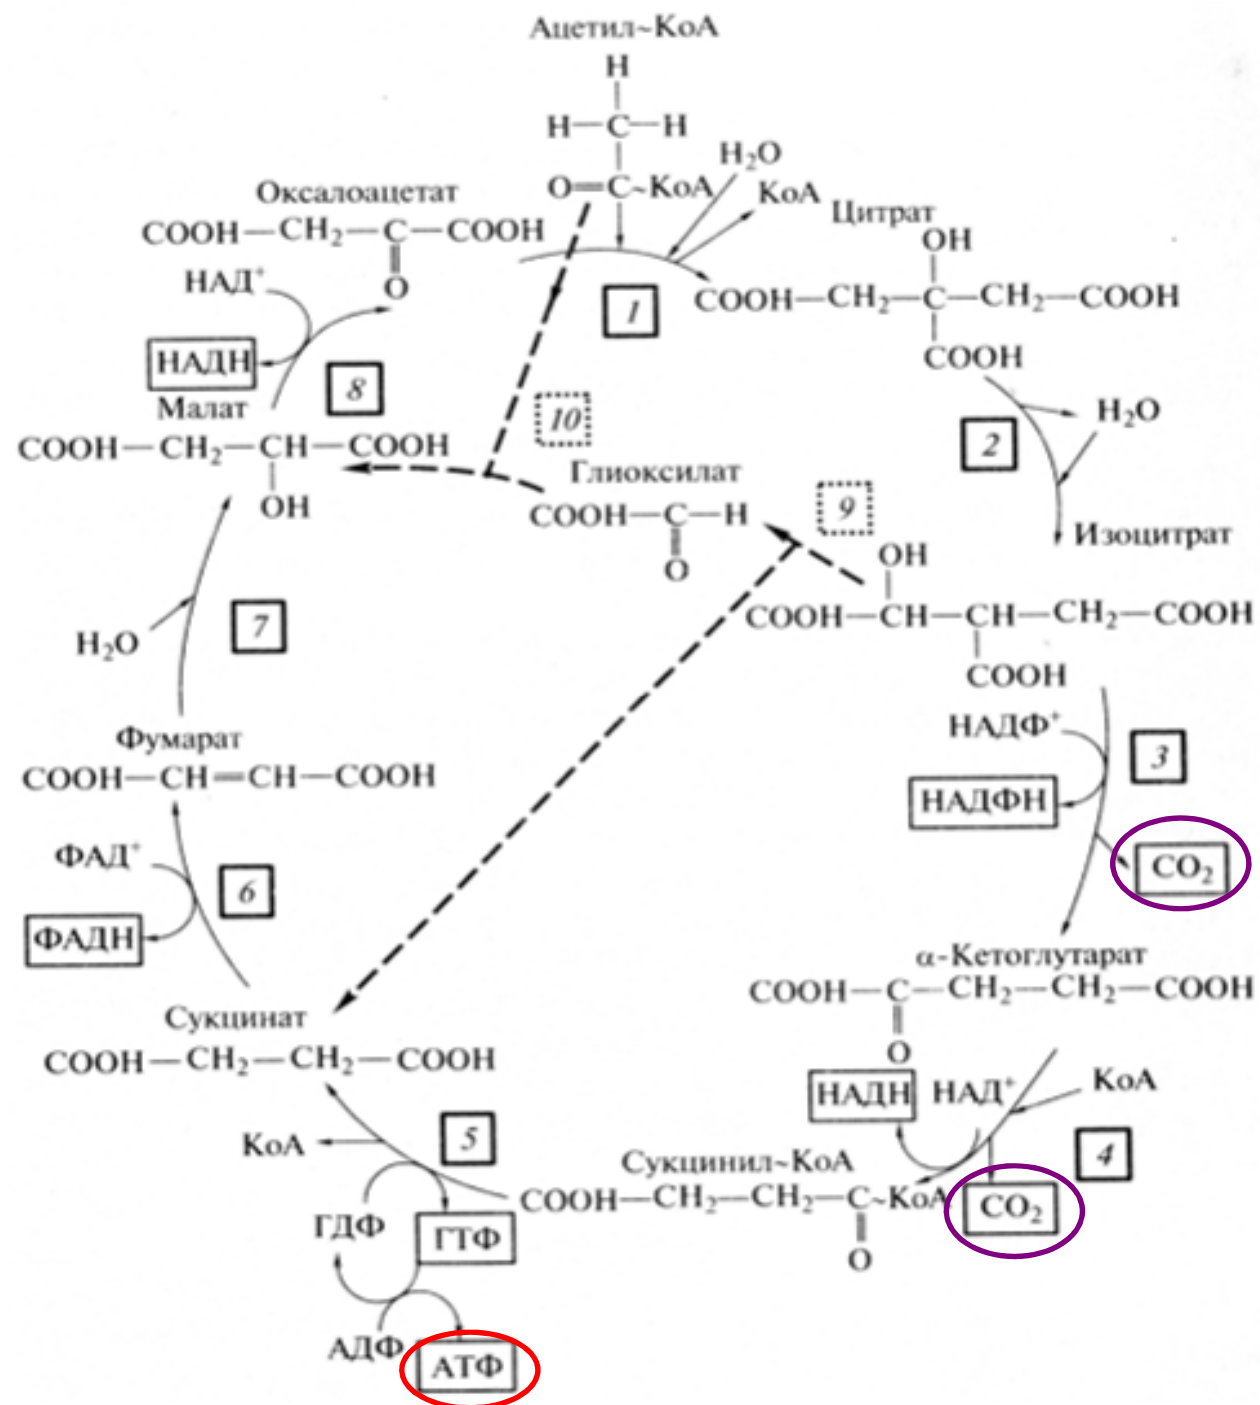 Ацетил~КоА
H
H—C—H
O=C~КоА
H₂O
КоА
Оксалоацетат
COOH—CH₂—C—COOH
O
Цитрат
OH
COOH—CH₂—C—CH₂—COOH
COOH
НАД⁺
НАДН
1
8
Малат
COOH—CH₂—CH—COOH
OH
10
2
H₂O
Глиоксилат
COOH—C—H
O
9
Изоцитрат
OH
COOH—CH—CH—CH₂—COOH
COOH
7
H₂O
НАДФ⁺
НАДФН
3
CO₂
Фумарат
COOH—CH=CH—COOH
ФАД⁺
ФАДН
6
α-Кетоглутарат
COOH—C—CH₂—CH₂—COOH
O
Сукцинат
COOH—CH₂—CH₂—COOH
НАДН НАД⁺
КоА
4
CO₂
КоА
5
Сукцинил~КоА
COOH—CH₂—CH₂—C~КоА
O
ГДФ
ГТФ
АДФ
АТФ